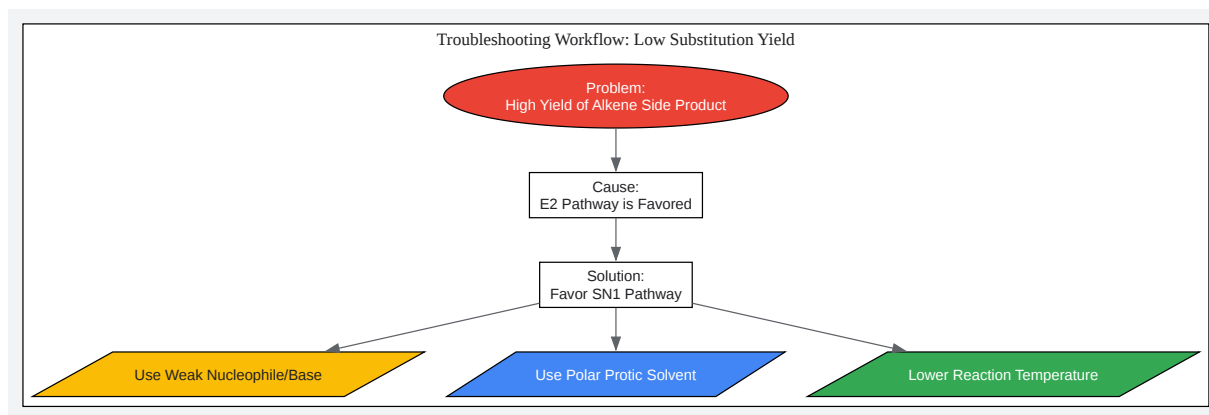 Troubleshooting Workflow: Low Substitution Yield
Problem:
High Yield of Alkene Side Product
Cause:
E2 Pathway is Favored
Solution:
Favor SN1 Pathway
Use Weak Nucleophile/Base
Use Polar Protic Solvent
Lower Reaction Temperature